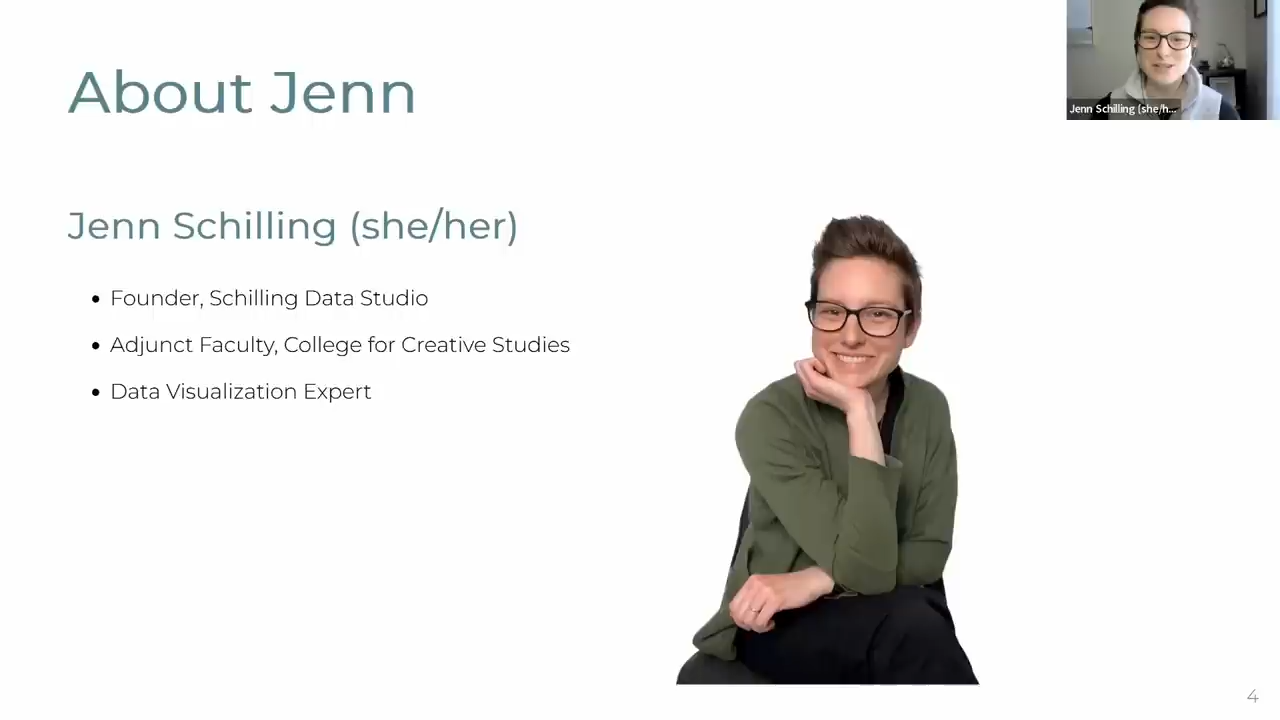 About Jenn
Jenn Schilling (she/h...
Jenn Schilling (she/her)
Founder, Schilling Data Studio
Adjunct Faculty, College for Creative Studies
Data Visualization Expert
4